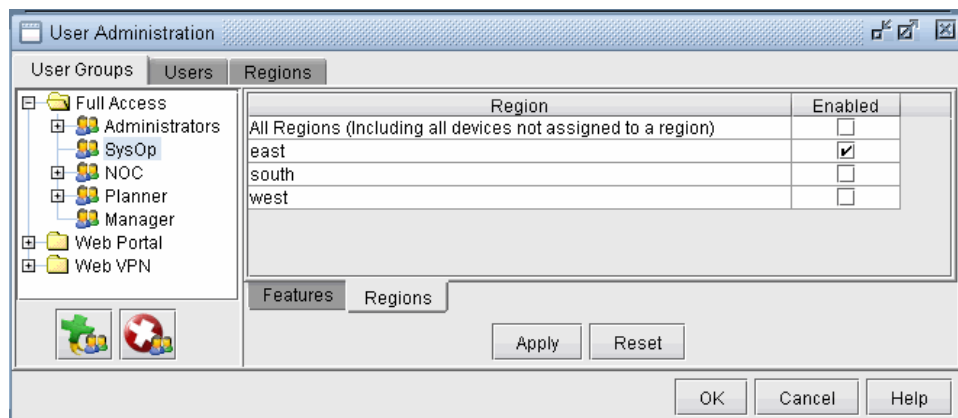 User Administration
User Groups Users Regions
Full Access
Administrators
SysOp
NOC
Planner
Manager
Web Portal
Web VPN
Region Enabled
All Regions (Including all devices not assigned to a region)
east
south
west
Features Regions
Apply Reset
OK Cancel Help